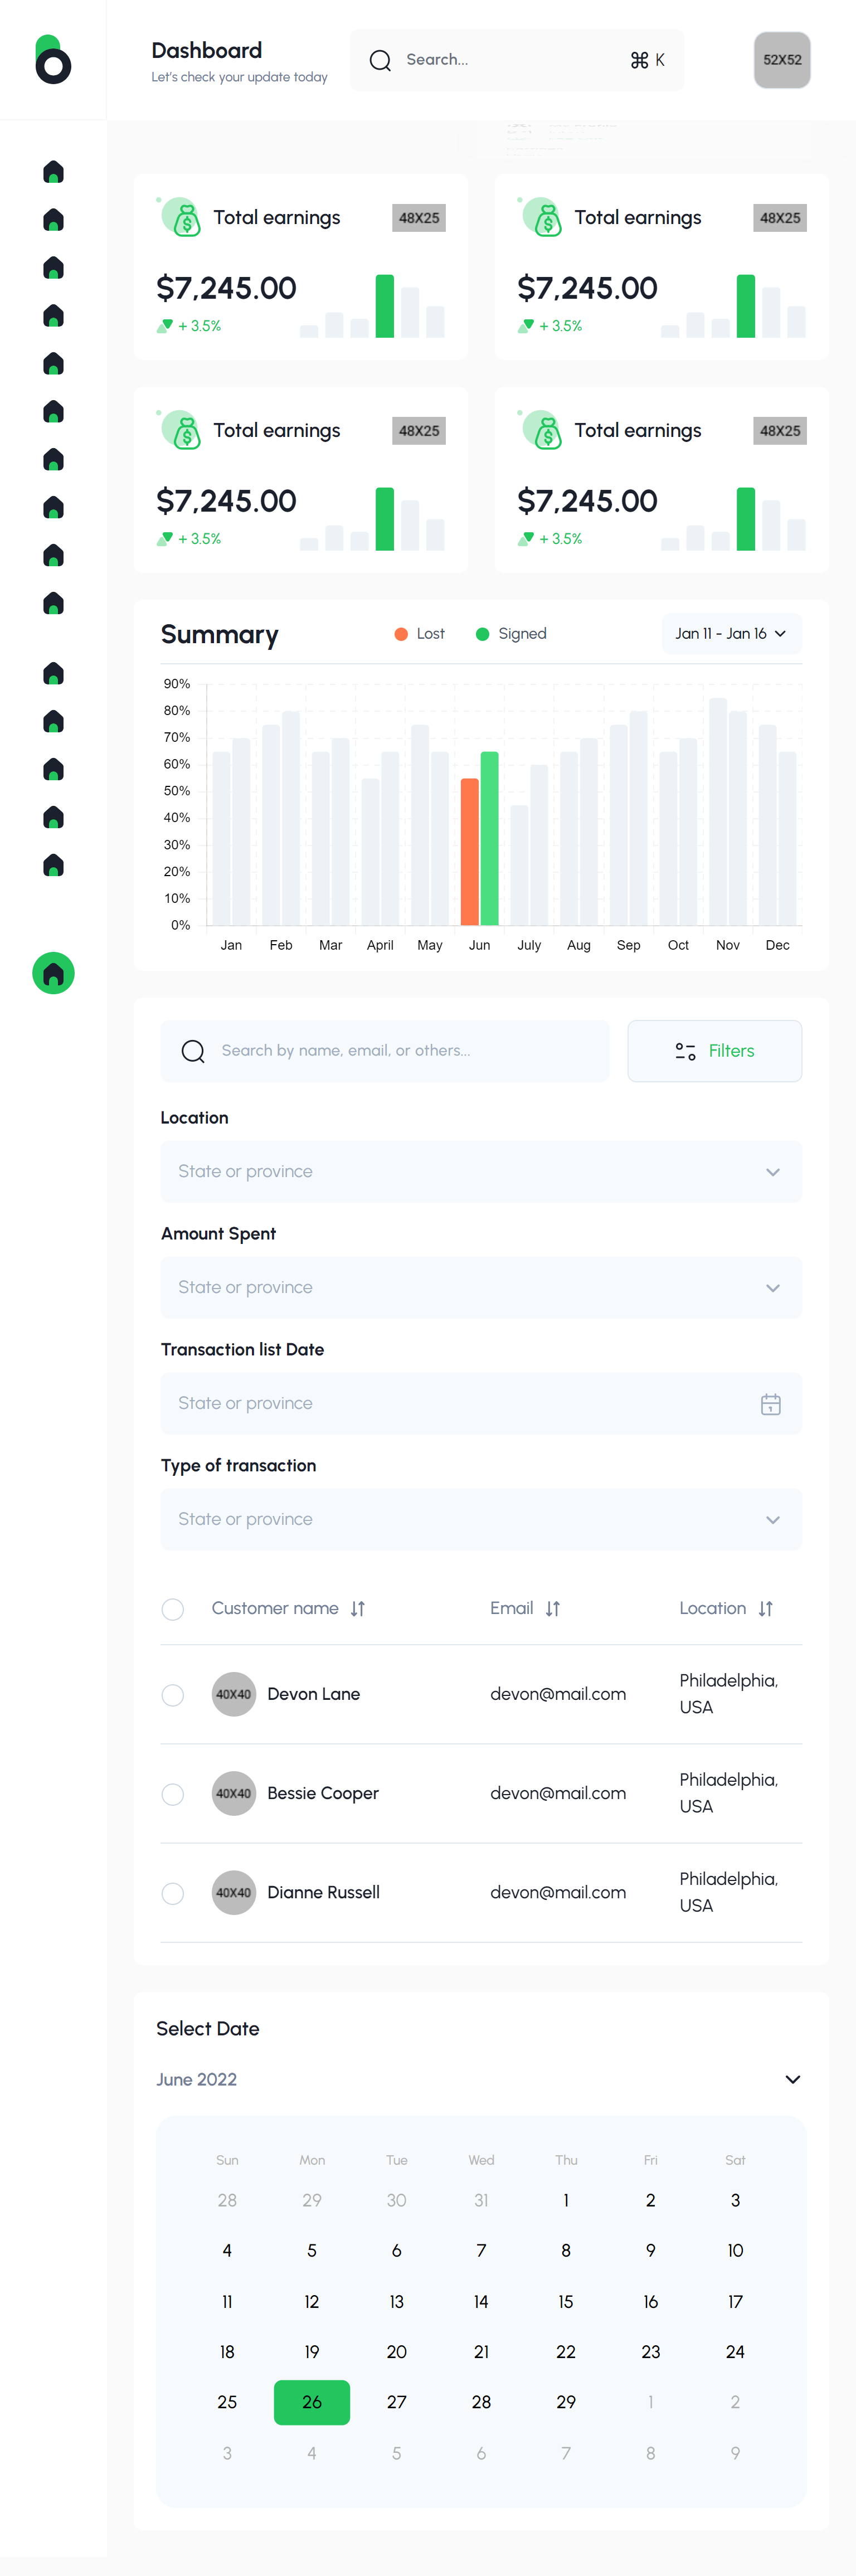 Dashboard
Let's check your update today
Search...
⌘ K
52X52
Total earnings
48X25
$7,245.00
+ 3.5%
Total earnings
48X25
$7,245.00
+ 3.5%
Total earnings
48X25
$7,245.00
+ 3.5%
Total earnings
48X25
$7,245.00
+ 3.5%
Summary
Lost
Signed
Jan 11 - Jan 16
90%
80%
70%
60%
50%
40%
30%
20%
10%
0%
Jan Feb Mar April May Jun July Aug Sep Oct Nov Dec
Search by name, email, or others...
Filters
Location
State or province
Amount Spent
State or province
Transaction list Date
State or province
Type of transaction
State or province
Customer name Email Location
40X40 Devon Lane devon@mail.com Philadelphia,
USA
40X40 Bessie Cooper devon@mail.com Philadelphia,
USA
40X40 Dianne Russell devon@mail.com Philadelphia,
USA
Select Date
June 2022
Sun Mon Tue Wed Thu Fri Sat
28 29 30 31 1 2 3
4 5 6 7 8 9 10
11 12 13 14 15 16 17
18 19 20 21 22 23 24
25 26 27 28 29 1 2
3 4 5 6 7 8 9